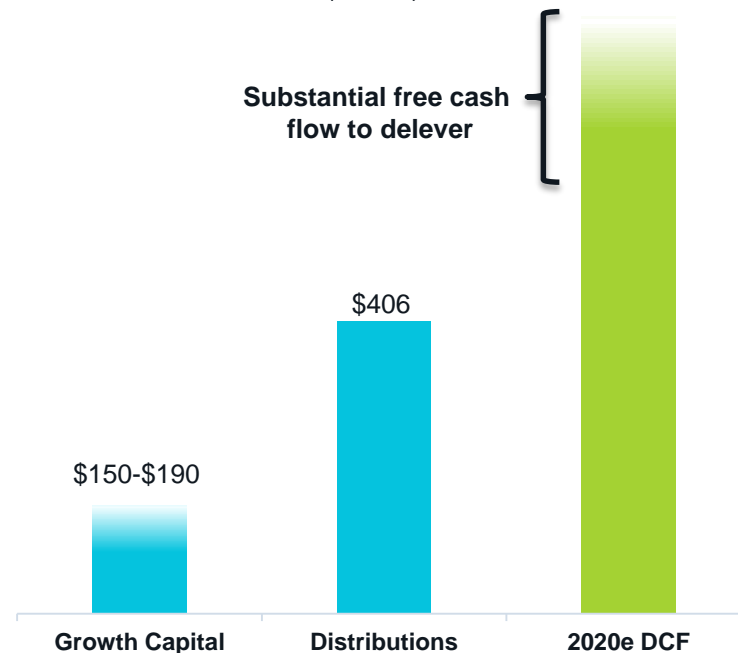 Substantial free cash
flow to delever
$406
$150-$190
Growth Capital
Distributions
2020e DCF